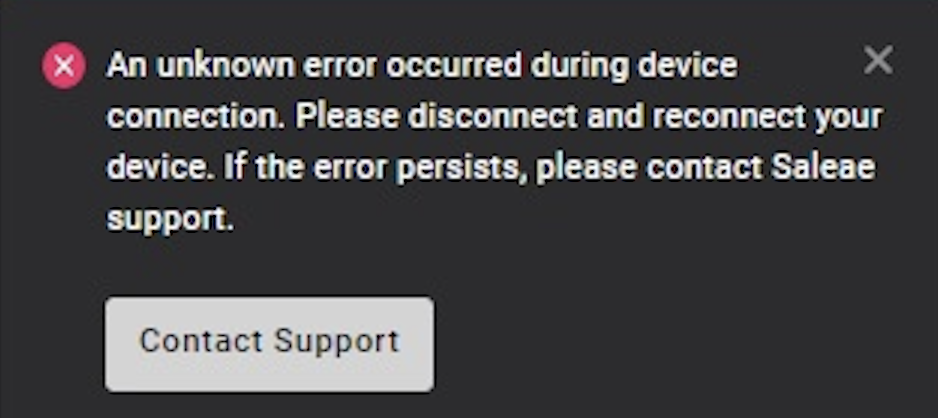 An unknown error occurred during device
connection. Please disconnect and reconnect your
device. If the error persists, please contact Saleae
support.
Contact Support